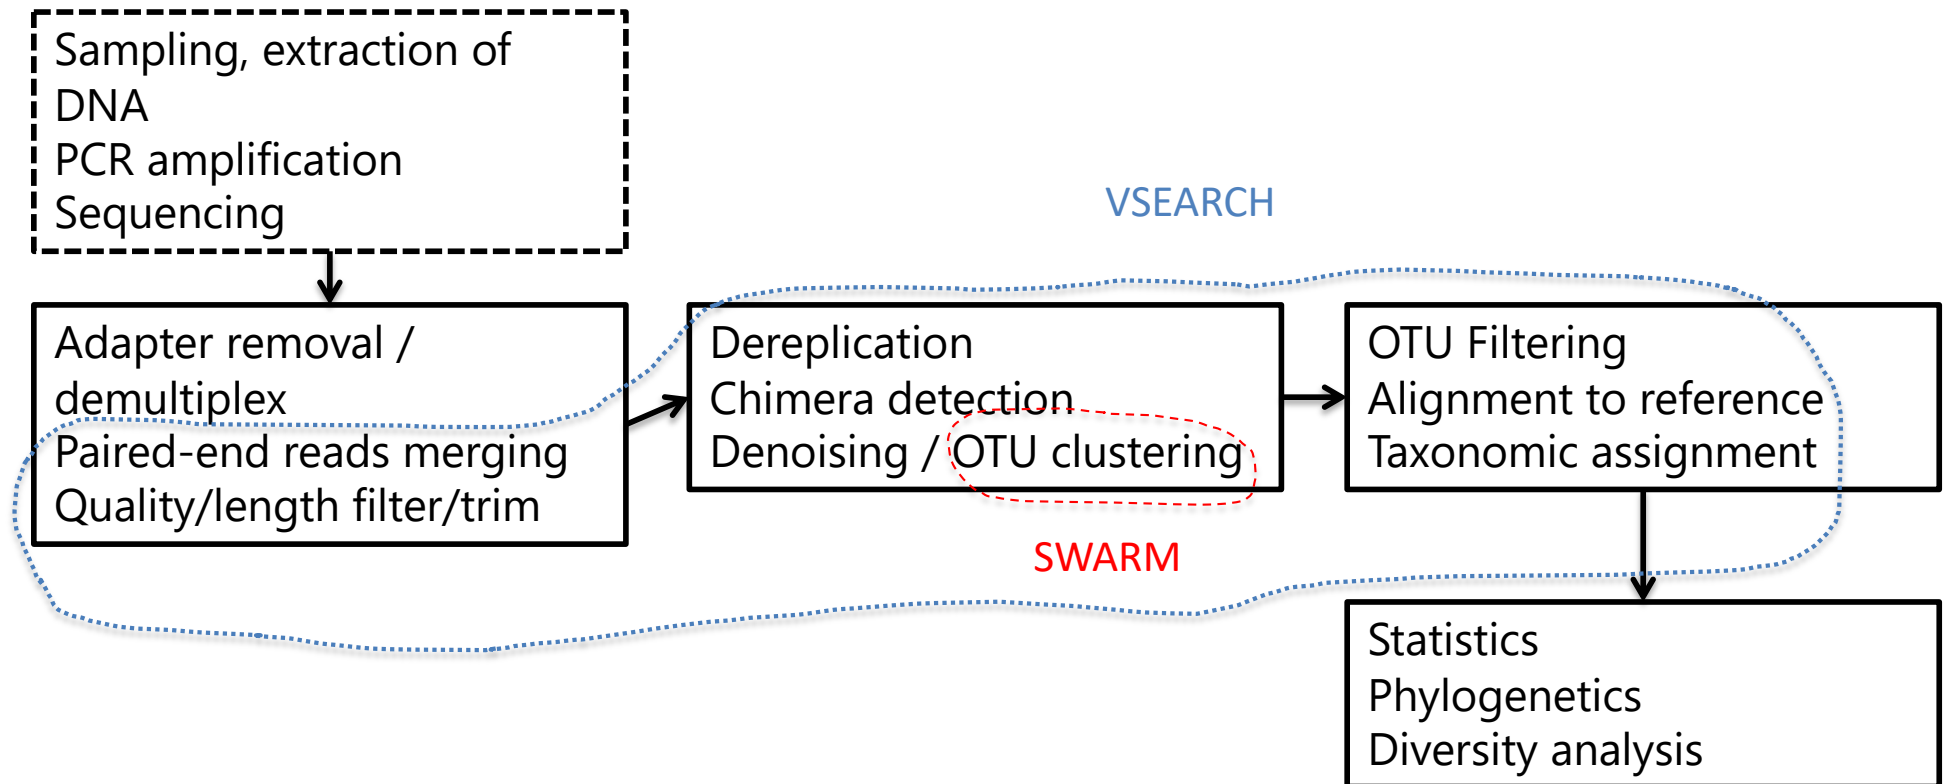 Sampling, extraction of
DNA
PCR amplification
Sequencing
VSEARCH
Adapter removal /
demultiplex
Paired-end reads merging
Quality/length filter/trim
Dereplication
Chimera detection
Denoising / OTU clustering
OTU Filtering
Alignment to reference
Taxonomic assignment
SWARM
Statistics
Phylogenetics
Diversity analysis